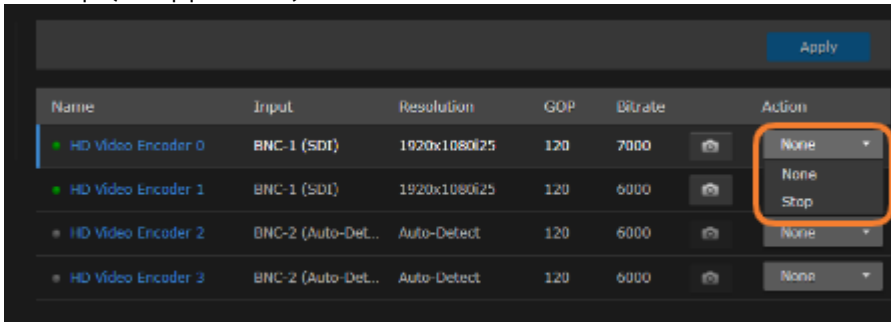 Apply
Name Input Resolution GOP Bitrate Action
HD Video Encoder 0 BNC-1 (SDI) 1920x1080i25 120 7000 None
None
HD Video Encoder 1 BNC-1 (SDI) 1920x1080i25 120 6000
Stop
HD Video Encoder 2 BNC-2 (Auto-Det... Auto-Detect 120 6000 None
HD Video Encoder 3 BNC-2 (Auto-Det... Auto-Detect 120 6000 None